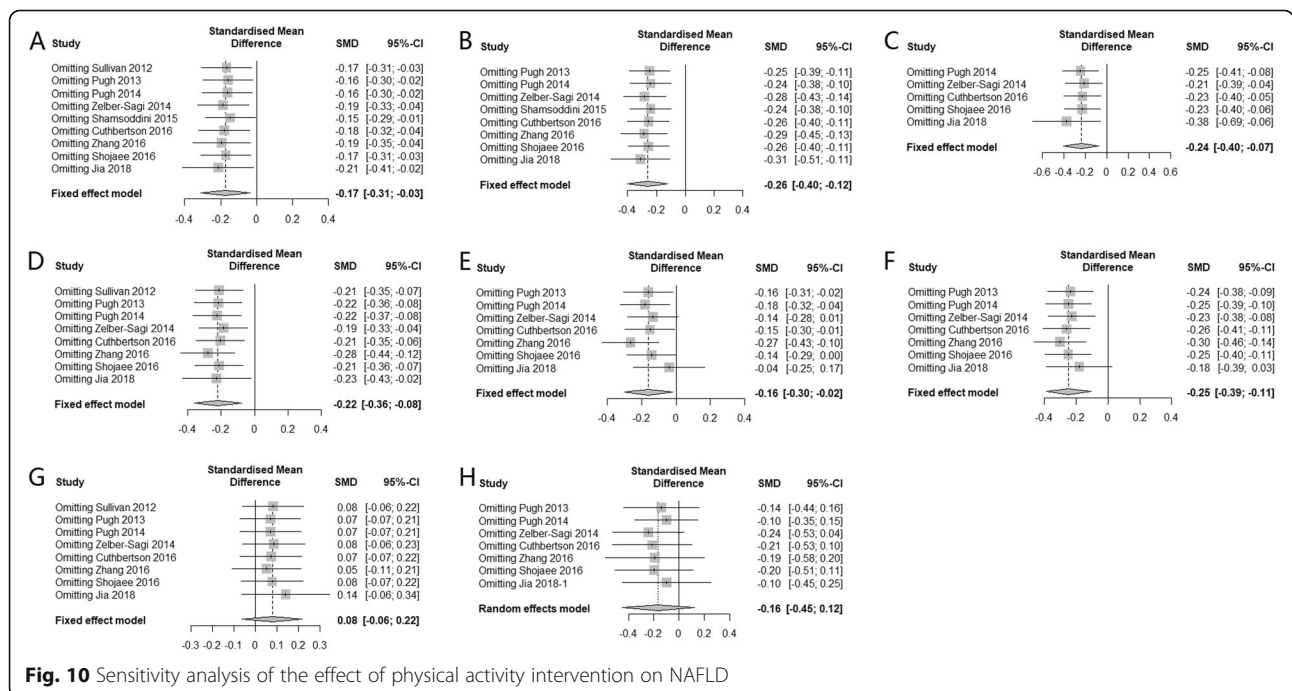 A
Standardised Mean
Study Difference SMD 95%-CI
Omitting Sullivan 2012 -0.17 [-0.31; -0.03]
Omitting Pugh 2013 -0.16 [-0.30; -0.02]
Omitting Pugh 2014 -0.16 [-0.30; -0.02]
Omitting Zelber-Sagi 2014 -0.19 [-0.33; -0.04]
Omitting Shamsoddini 2015 -0.15 [-0.29; -0.01]
Omitting Cuthbertson 2016 -0.18 [-0.32; -0.04]
Omitting Zhang 2016 -0.19 [-0.35; -0.04]
Omitting Shojaee 2016 -0.17 [-0.31; -0.03]
Omitting Jia 2018 -0.21 [-0.41; -0.02]
Fixed effect model -0.17 [-0.31; -0.03]
-0.4 -0.2 0 0.2 0.4
B
Standardised Mean
Study Difference SMD 95%-CI
Omitting Pugh 2013 -0.25 [-0.39; -0.11]
Omitting Pugh 2014 -0.24 [-0.38; -0.10]
Omitting Zelber-Sagi 2014 -0.28 [-0.43; -0.14]
Omitting Shamsoddini 2015 -0.24 [-0.38; -0.10]
Omitting Cuthbertson 2016 -0.26 [-0.40; -0.11]
Omitting Zhang 2016 -0.29 [-0.45; -0.13]
Omitting Shojaee 2016 -0.26 [-0.40; -0.11]
Omitting Jia 2018 -0.31 [-0.51; -0.11]
Fixed effect model -0.26 [-0.40; -0.12]
-0.4 -0.2 0 0.2 0.4
C
Standardised Mean
Study Difference SMD 95%-CI
Omitting Pugh 2014 -0.25 [-0.41; -0.08]
Omitting Zelber-Sagi 2014 -0.21 [-0.39; -0.04]
Omitting Cuthbertson 2016 -0.23 [-0.40; -0.05]
Omitting Shojaee 2016 -0.23 [-0.40; -0.06]
Omitting Jia 2018 -0.38 [-0.69; -0.06]
Fixed effect model -0.24 [-0.40; -0.07]
-0.6 -0.2 0 0.2 0.4 0.6
D
Standardised Mean
Study Difference SMD 95%-CI
Omitting Sullivan 2012 -0.21 [-0.35; -0.07]
Omitting Pugh 2013 -0.22 [-0.36; -0.08]
Omitting Pugh 2014 -0.22 [-0.37; -0.08]
Omitting Zelber-Sagi 2014 -0.19 [-0.33; -0.04]
Omitting Cuthbertson 2016 -0.21 [-0.35; -0.06]
Omitting Zhang 2016 -0.28 [-0.44; -0.12]
Omitting Shojaee 2016 -0.21 [-0.36; -0.07]
Omitting Jia 2018 -0.23 [-0.43; -0.02]
Fixed effect model -0.22 [-0.36; -0.08]
-0.4 -0.2 0 0.2 0.4
E
Standardised Mean
Study Difference SMD 95%-CI
Omitting Pugh 2013 -0.16 [-0.31; -0.02]
Omitting Pugh 2014 -0.18 [-0.32; -0.04]
Omitting Zelber-Sagi 2014 -0.14 [-0.28; 0.01]
Omitting Cuthbertson 2016 -0.15 [-0.30; -0.01]
Omitting Zhang 2016 -0.27 [-0.43; -0.10]
Omitting Shojaee 2016 -0.14 [-0.29; 0.00]
Omitting Jia 2018 -0.04 [-0.25; 0.17]
Fixed effect model -0.16 [-0.30; -0.02]
-0.4 -0.2 0 0.2 0.4
F
Standardised Mean
Study Difference SMD 95%-CI
Omitting Pugh 2013 -0.24 [-0.38; -0.09]
Omitting Pugh 2014 -0.25 [-0.39; -0.10]
Omitting Zelber-Sagi 2014 -0.23 [-0.38; -0.08]
Omitting Cuthbertson 2016 -0.26 [-0.41; -0.11]
Omitting Zhang 2016 -0.30 [-0.46; -0.14]
Omitting Shojaee 2016 -0.25 [-0.40; -0.11]
Omitting Jia 2018 -0.18 [-0.39; 0.03]
Fixed effect model -0.25 [-0.39; -0.11]
-0.4 -0.2 0 0.2 0.4
G
Standardised Mean
Study Difference SMD 95%-CI
Omitting Sullivan 2012 0.08 [-0.06; 0.22]
Omitting Pugh 2013 0.07 [-0.07; 0.21]
Omitting Pugh 2014 0.07 [-0.07; 0.21]
Omitting Zelber-Sagi 2014 0.08 [-0.06; 0.23]
Omitting Cuthbertson 2016 0.07 [-0.07; 0.22]
Omitting Zhang 2016 0.05 [-0.11; 0.21]
Omitting Shojaee 2016 0.08 [-0.07; 0.22]
Omitting Jia 2018 0.14 [-0.06; 0.34]
Fixed effect model 0.08 [-0.06; 0.22]
-0.3 -0.1 0 0.1 0.2 0.3
H
Standardised Mean
Study Difference SMD 95%-CI
Omitting Pugh 2013 -0.14 [-0.44; 0.16]
Omitting Pugh 2014 -0.10 [-0.35; 0.15]
Omitting Zelber-Sagi 2014 -0.24 [-0.53; 0.04]
Omitting Cuthbertson 2016 -0.21 [-0.53; 0.10]
Omitting Zhang 2016 -0.19 [-0.58; 0.20]
Omitting Shojaee 2016 -0.20 [-0.51; 0.11]
Omitting Jia 2018-1 -0.10 [-0.45; 0.25]
Random effects model -0.16 [-0.45; 0.12]
-0.4 -0.2 0 0.2 0.4
Fig. 10 Sensitivity analysis of the effect of physical activity intervention on NAFLD